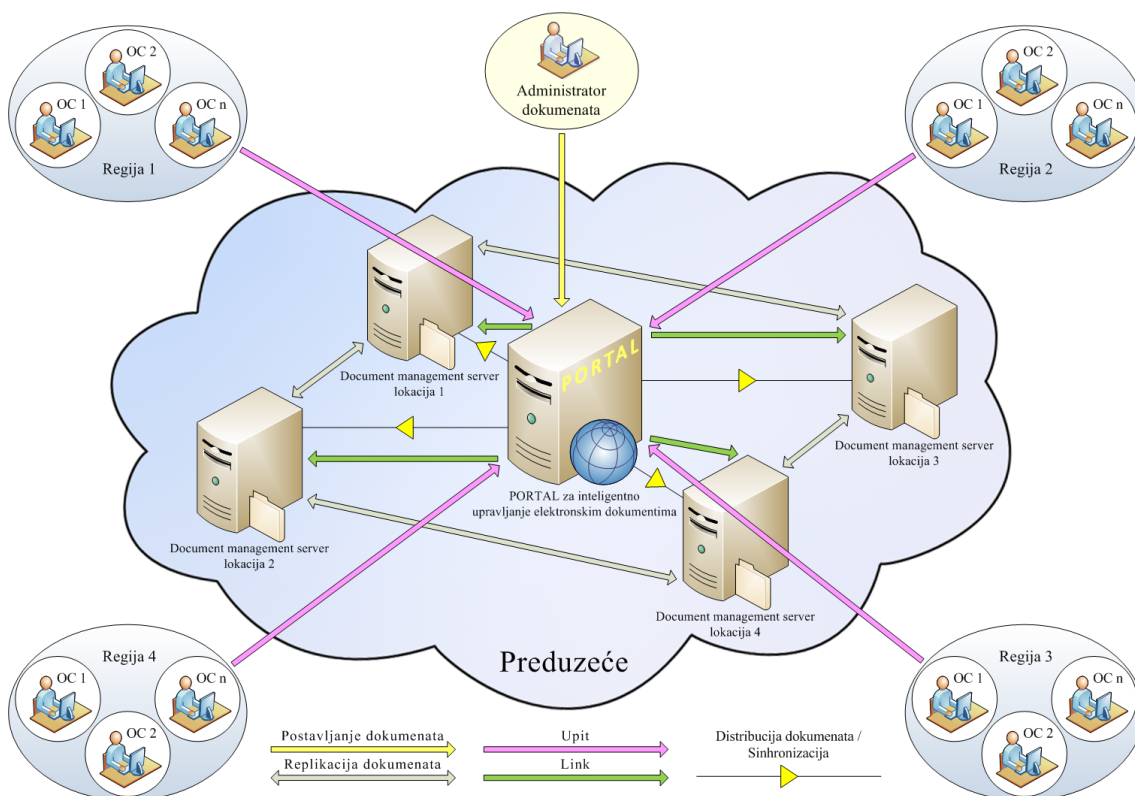 OC 2
OC 1
OC n
Regija 1
Administrator
dokumenata
OC 2
OC 1
OC n
Regija 2
PORTAL
Document management server
lokacija 1
Document management server
lokacija 3
PORTAL za inteligentno
upravljanje elektronskim dokumentima
Document management server
lokacija 2
Document management server
lokacija 4
Preduzeće
Regija 4
OC 1
OC n
OC 2
Regija 3
OC 1
OC n
OC 2
Postavljanje dokumenata
Replikacija dokumenata
Upit
Link
Distribucija dokumenata /
Sinhronizacija